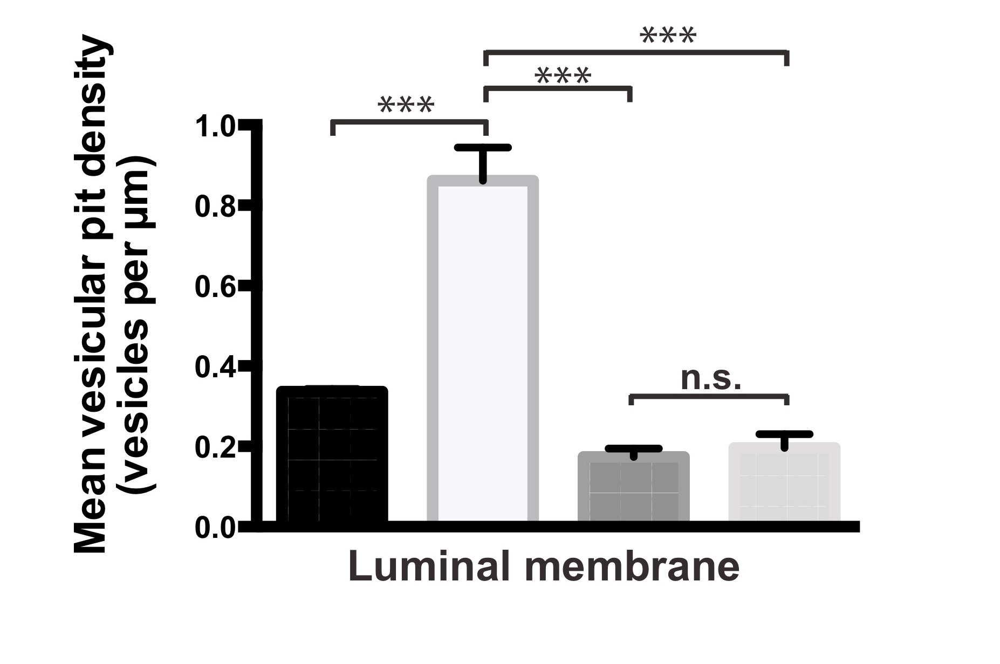 Mean vesicular pit density
(vesicles per µm)
***
***
***
1.0
0.8
0.6
0.4
0.2
0.0
n.s.
Luminal membrane